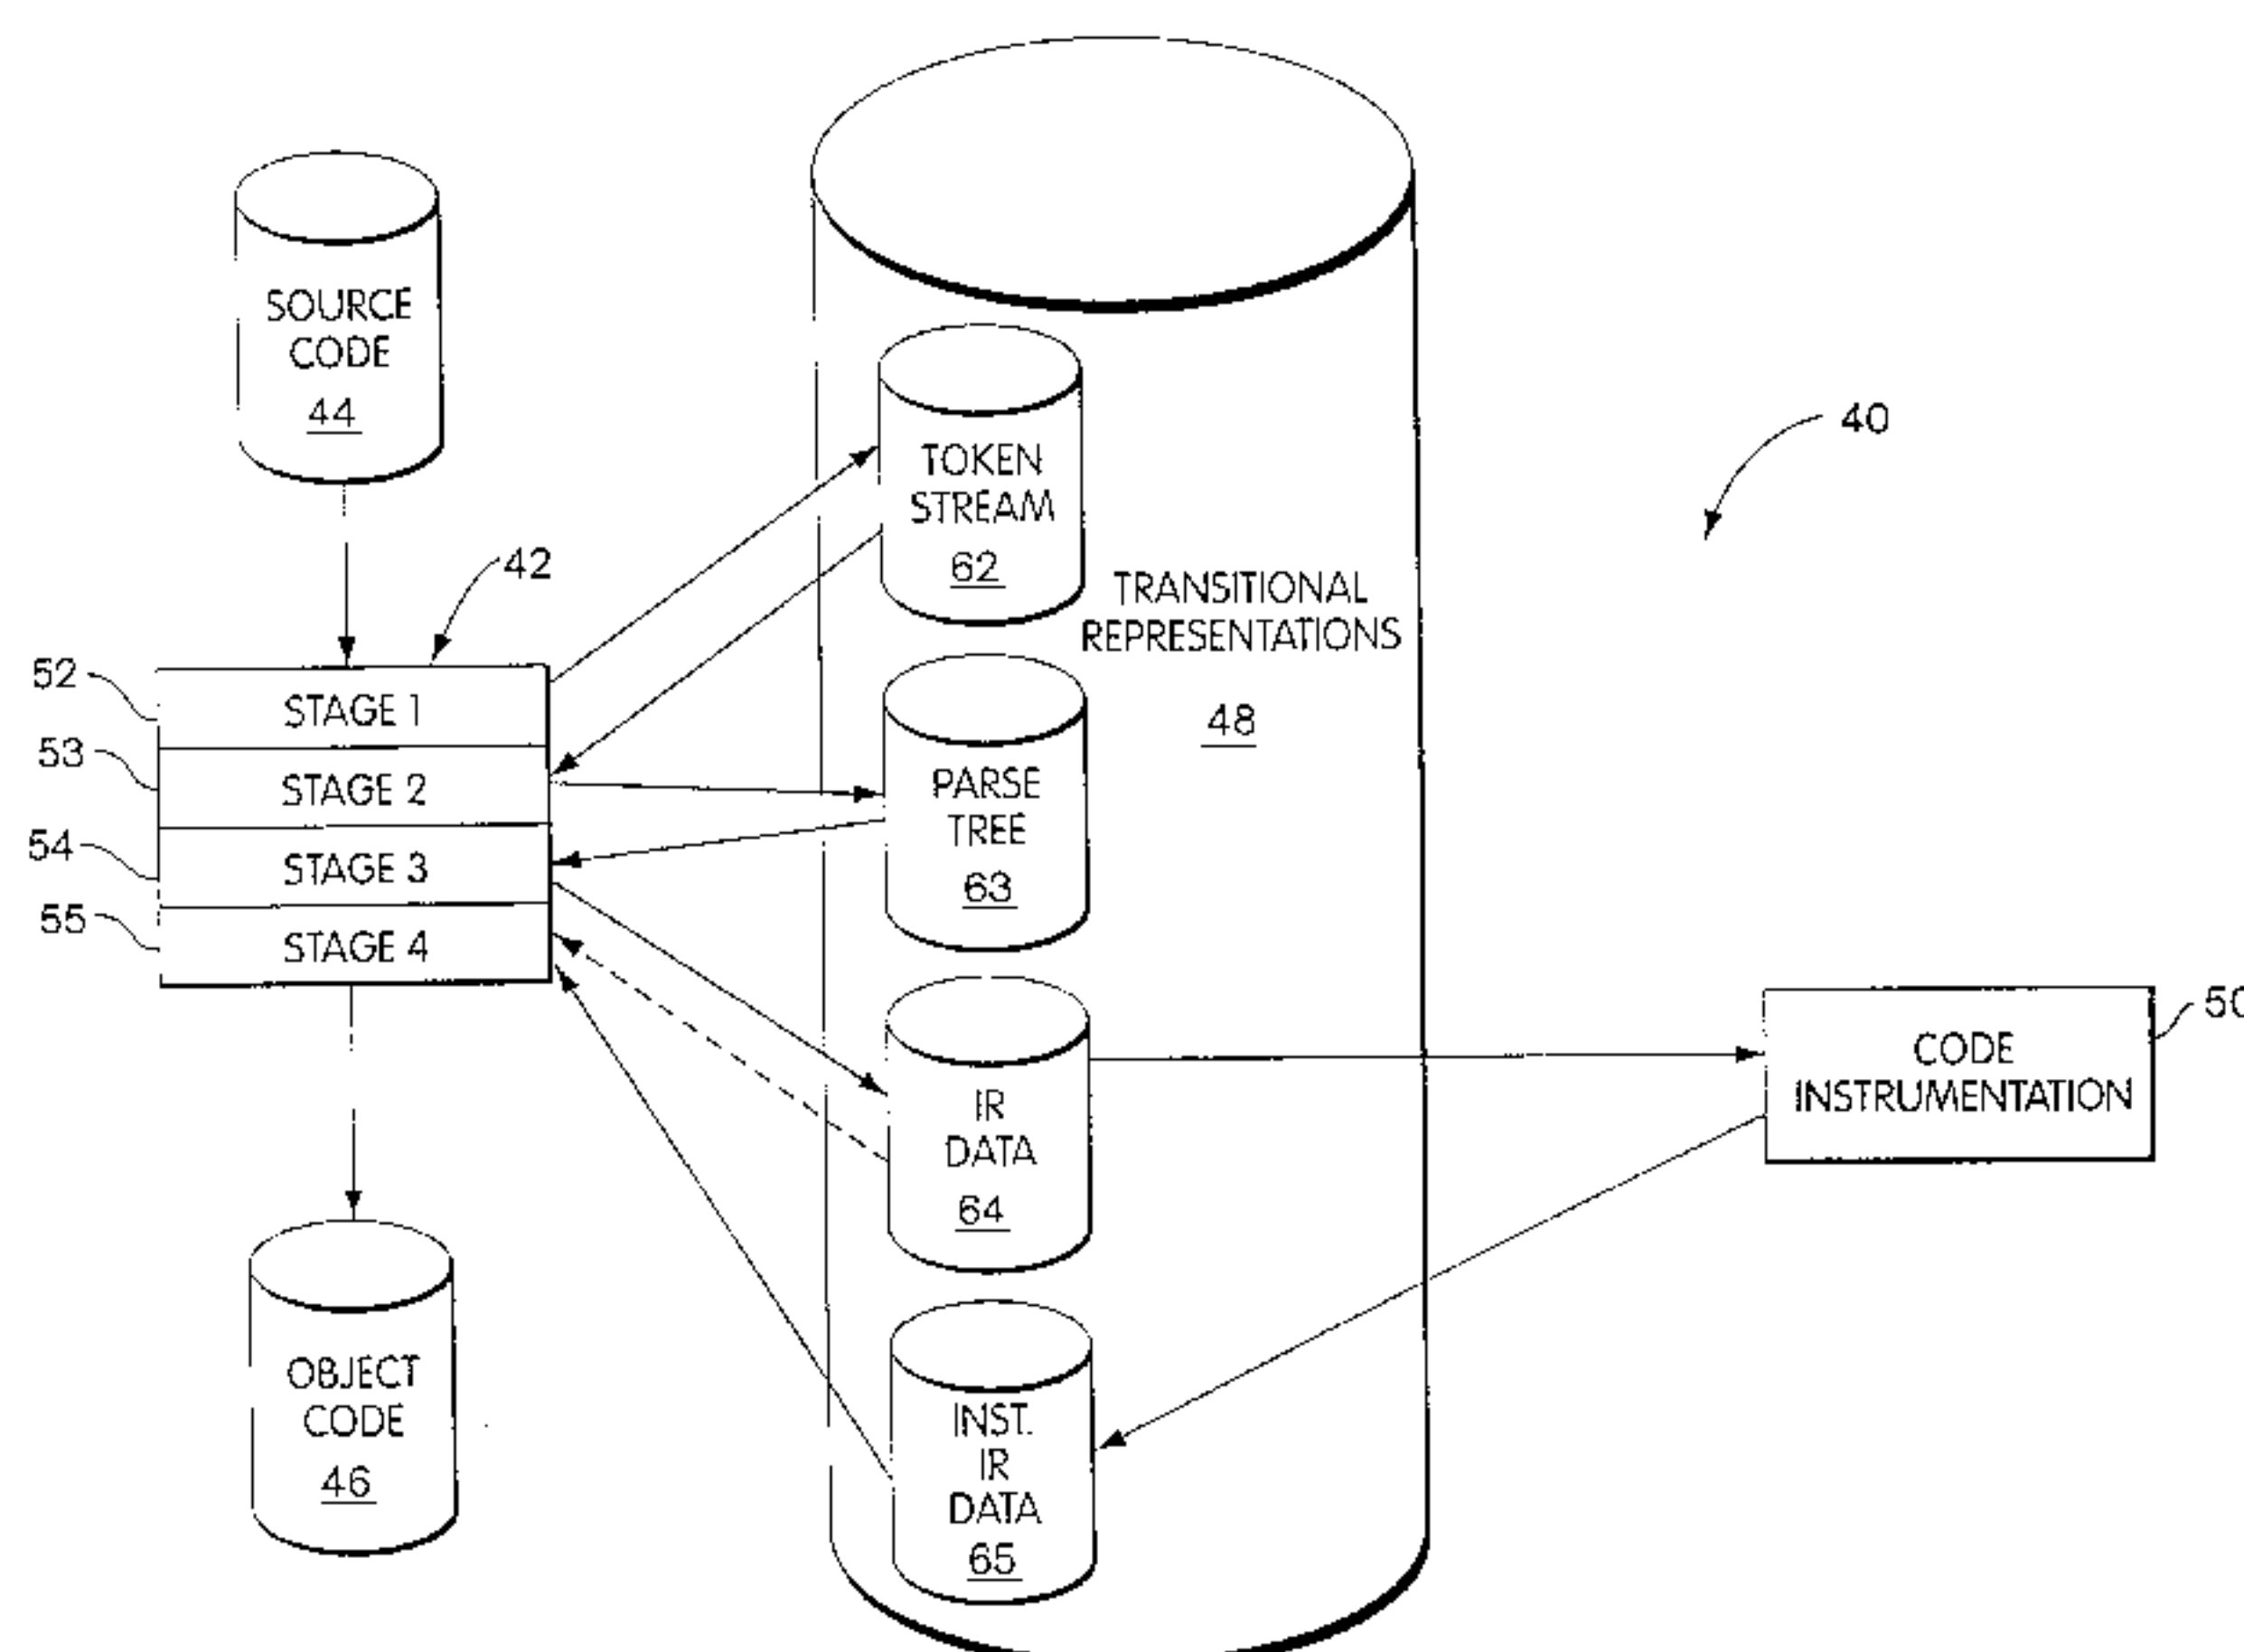 SOURCE
CODE
44
42
52
STAGE 1
53
STAGE 2
54
STAGE 3
55
STAGE 4
OBJECT
CODE
46
TOKEN
STREAM
62
TRANSITIONAL
REPRESENTATIONS
48
PARSE
TREE
63
IR
DATA
64
INST.
IR
DATA
65
40
CODE
INSTRUMENTATION
50